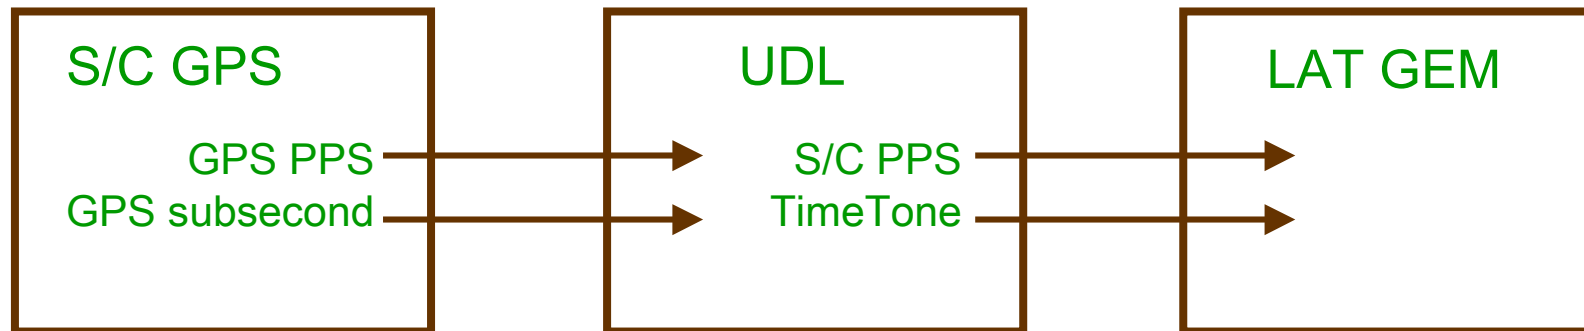 S/C GPS
GPS PPS
GPS subsecond
UDL
S/C PPS
TimeTone
LAT GEM